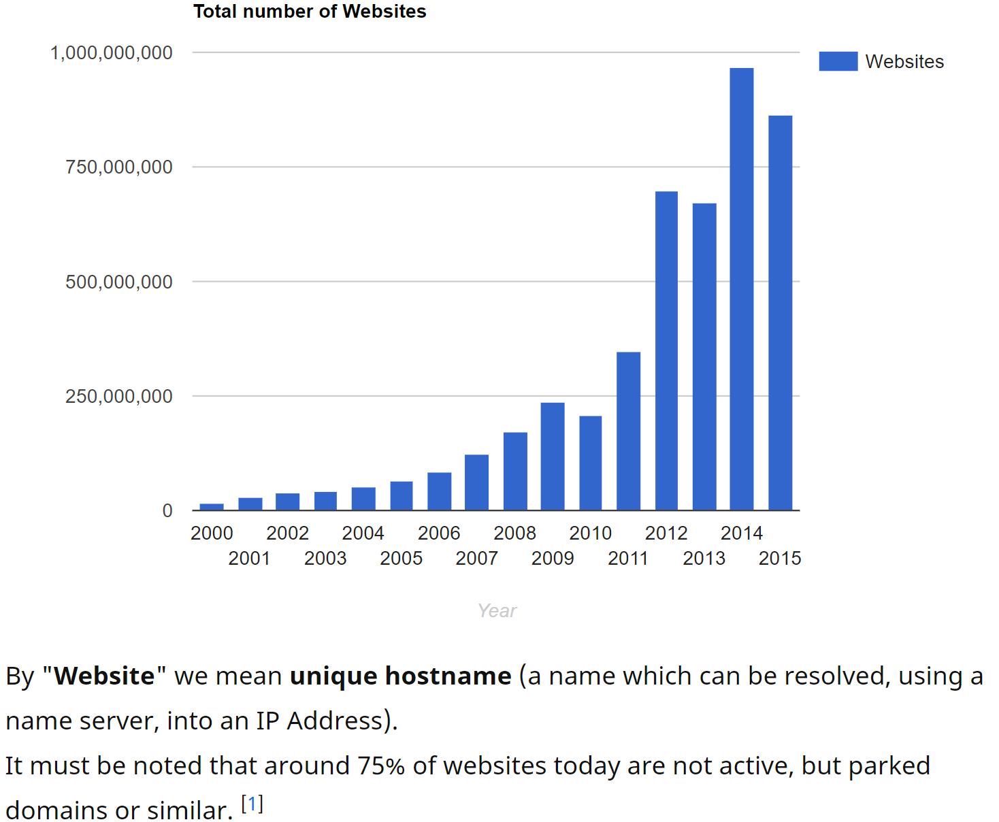 Total number of Websites
1,000,000,000
Websites
750,000,000
500,000,000
250,000,000
0
2000 2002 2004 2006 2008 2010 2012 2014
2001 2003 2005 2007 2009 2011 2013 2015
Year
By "Website" we mean unique hostname (a name which can be resolved, using a
name server, into an IP Address).
It must be noted that around 75% of websites today are not active, but parked
domains or similar. [1]